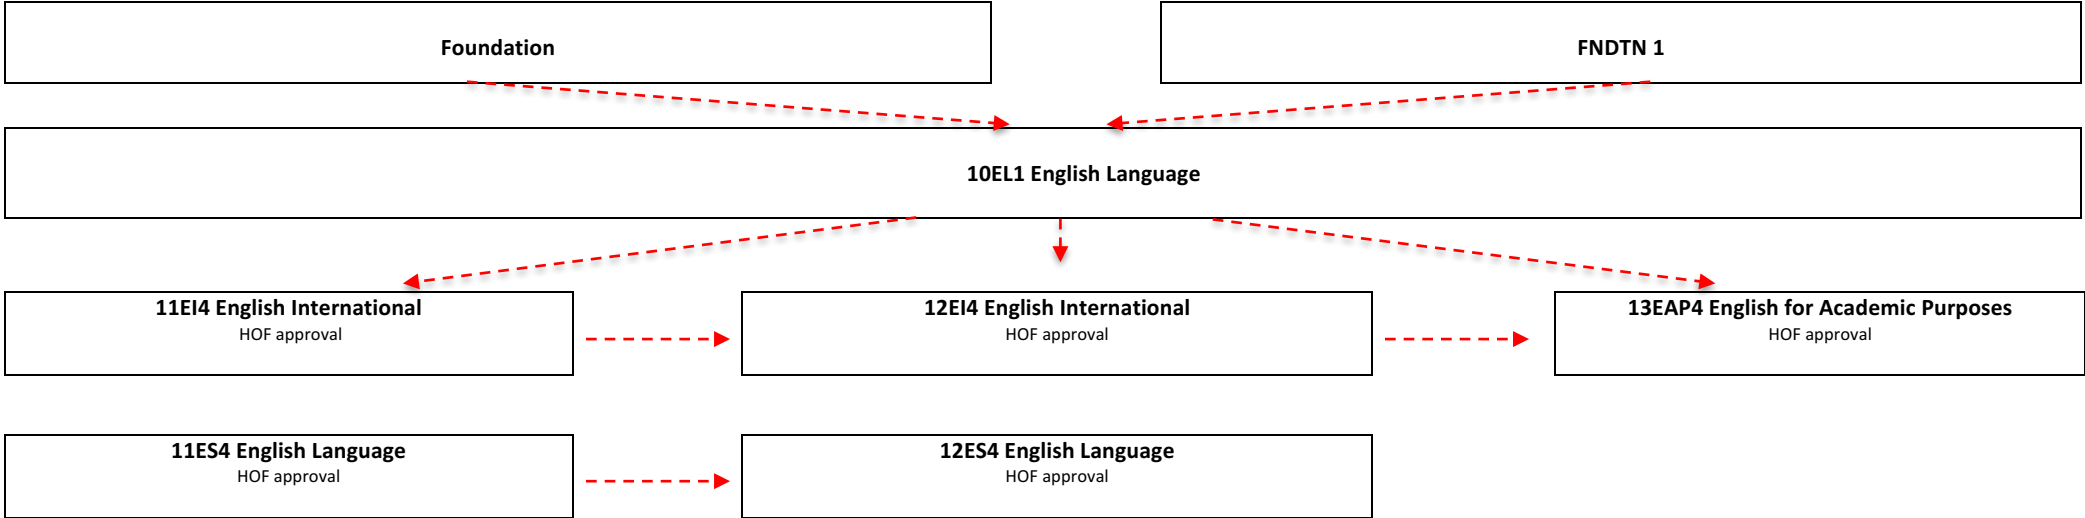 Foundation
FNDTN 1
10EL1 English Language
11EI4 English International
HOF approval
12EI4 English International
HOF approval
13EAP4 English for Academic Purposes
HOF approval
11ES4 English Language
HOF approval
12ES4 English Language
HOF approval